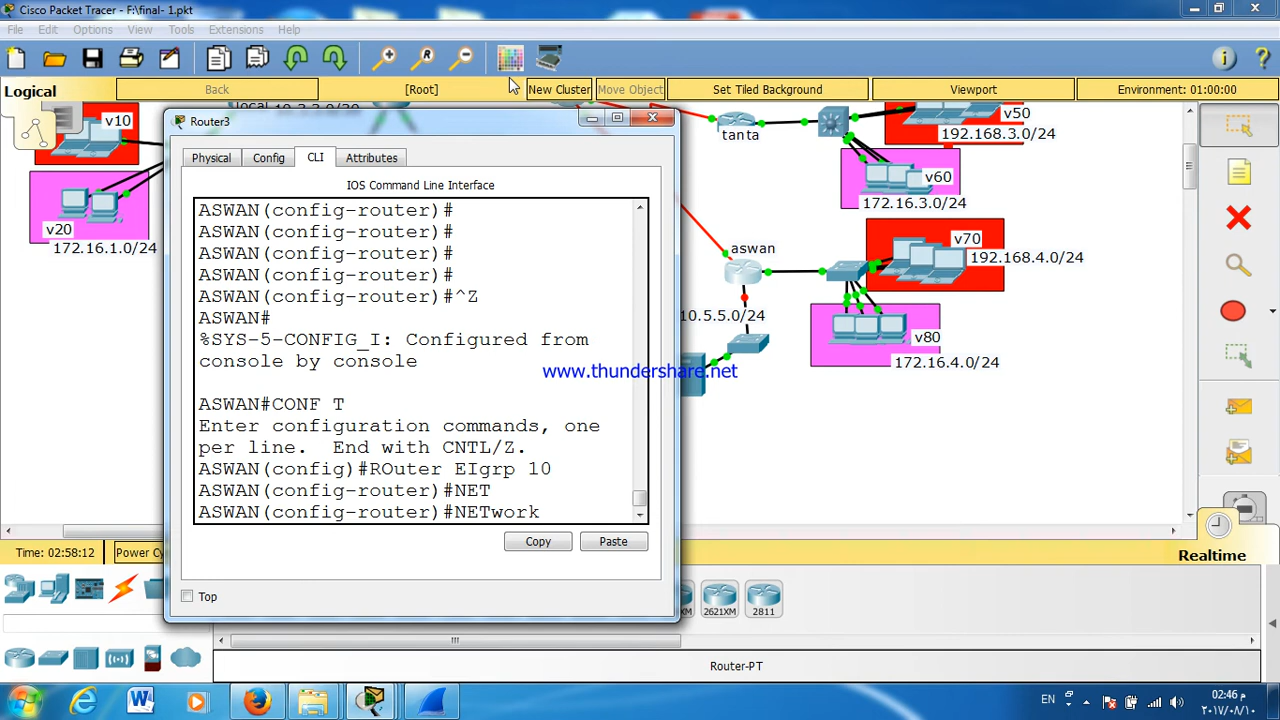 Cisco Packet Tracer - F:\final- 1.pkt
File Edit Options View Tools Extensions Help
Logical
Back
[Root]
New Cluster
Move Object
Set Tiled Background
Viewport
Environment: 01:00:00
v10
v20
172.16.1.0/24
Router3
Physical
Config
CLI
Attributes
IOS Command Line Interface
ASWAN(config-router)#
ASWAN(config-router)#
ASWAN(config-router)#
ASWAN(config-router)#
ASWAN(config-router)#^Z
ASWAN#
%SYS-5-CONFIG_I: Configured from
console by console
ASWAN#CONF T
Enter configuration commands, one
per line.  End with CNTL/Z.
ASWAN(config)#ROuter EIgrp 10
ASWAN(config-router)#NET
ASWAN(config-router)#NETwork
Copy
Paste
Top
tanta
v50
192.168.3.0/24
v60
172.16.3.0/24
aswan
v70
192.168.4.0/24
10.5.5.0/24
v80
172.16.4.0/24
www.thundershare.net
Time: 02:58:12
Power Cy
Realtime
2621XM
2811
Router-PT
EN
02:46 م
٢٠١٧/٠٨/١٠